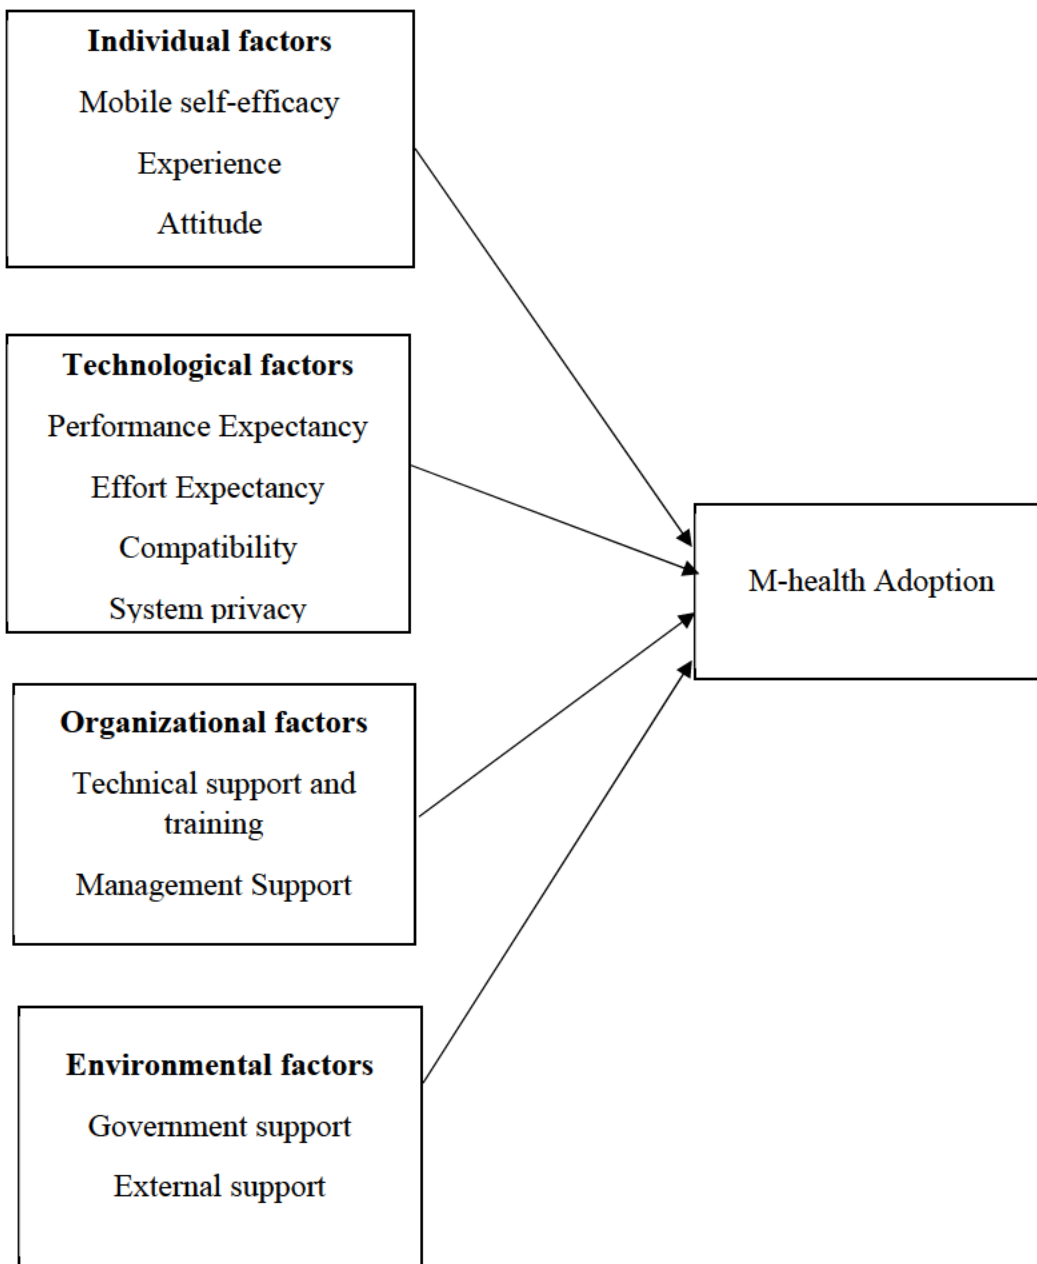 Individual factors
Mobile self-efficacy
Experience
Attitude
Technological factors
Performance Expectancy
Effort Expectancy
Compatibility
System privacy
Organizational factors
Technical support and
training
Management Support
Environmental factors
Government support
External support
M-health Adoption